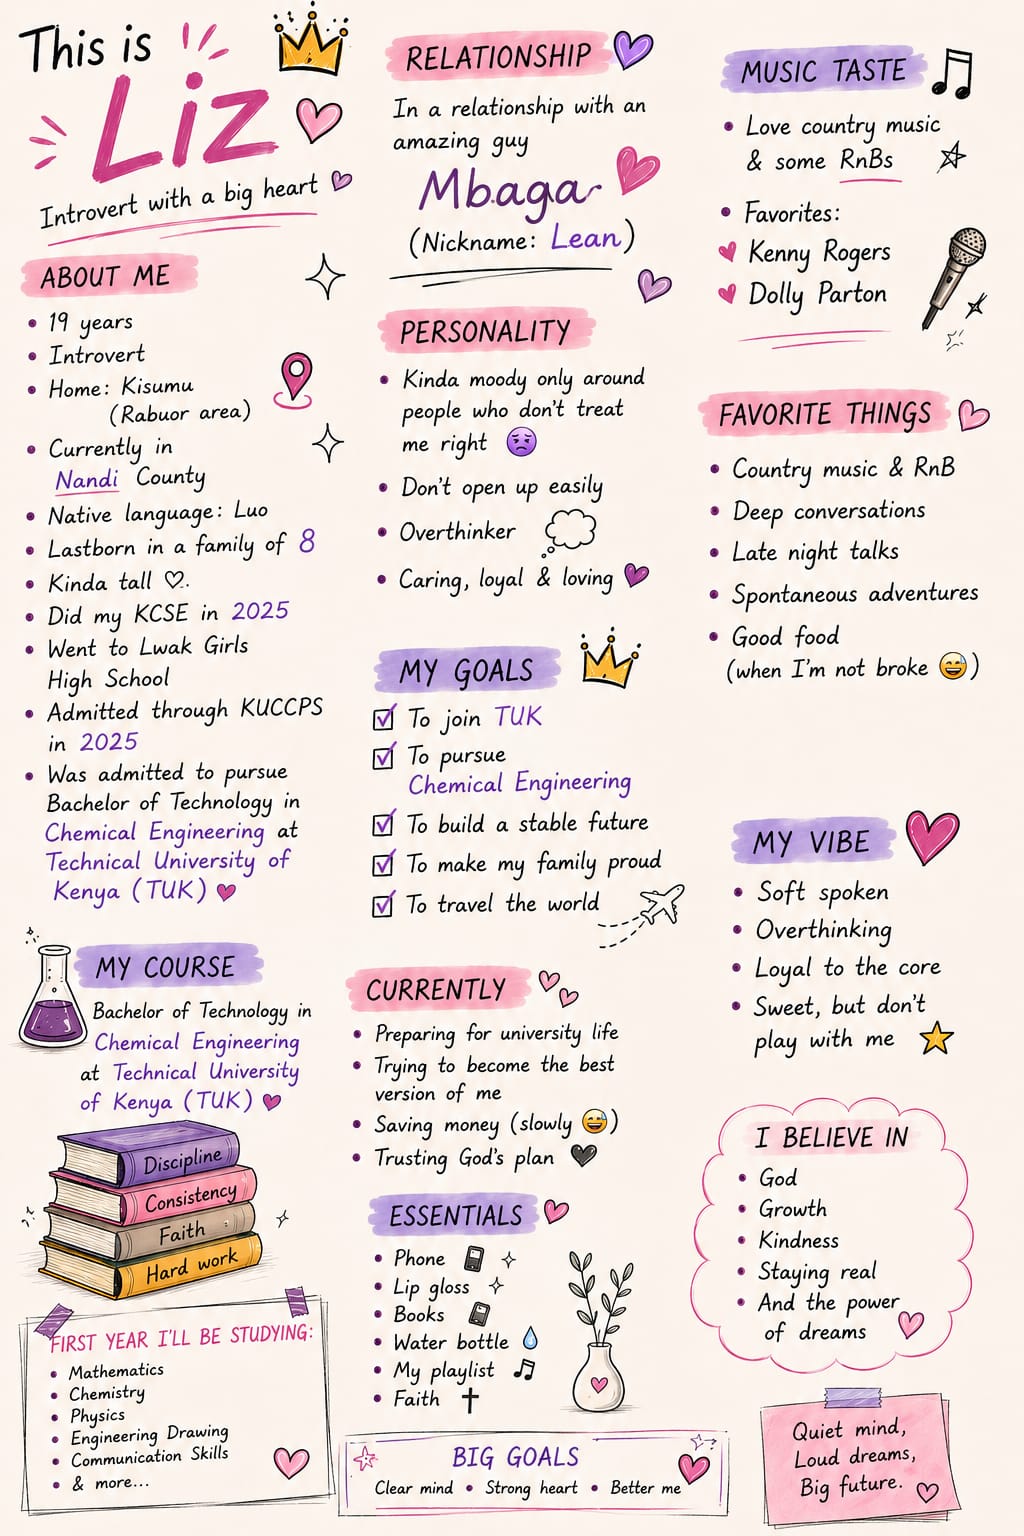 This is
Liz
Introvert with a big heart
ABOUT ME
• 19 years
• Introvert
• Home: Kisumu
(Rabuor area)
• Currently in
Nandi County
• Native language: Luo
• Lastborn in a family of 8
• Kinda tall ♡.
• Did my KCSE in 2025
• Went to Lwak Girls
High School
• Admitted through KUCCPS
in 2025
• Was admitted to pursue
Bachelor of Technology in
Chemical Engineering at
Technical University of
Kenya (TUK)
MY COURSE
Bachelor of Technology in
Chemical Engineering
at Technical University
of Kenya (TUK)
Discipline
Consistency
Faith
Hard work
FIRST YEAR I'LL BE STUDYING:
• Mathematics
• Chemistry
• Physics
• Engineering Drawing
• Communication Skills
• & more...
RELATIONSHIP
In a relationship with an
amazing guy
Mbaga
(Nickname: Lean)
PERSONALITY
• Kinda moody only around
people who don't treat
me right
• Don't open up easily
• Overthinker
• Caring, loyal & loving
MY GOALS
To join TUK
To pursue
Chemical Engineering
To build a stable future
To make my family proud
To travel the world
CURRENTLY
• Preparing for university life
• Trying to become the best
version of me
• Saving money (slowly 😅)
• Trusting God's plan
ESSENTIALS
• Phone
• Lip gloss
• Books
• Water bottle
• My playlist
• Faith
BIG GOALS
Clear mind • Strong heart • Better me
MUSIC TASTE
• Love country music
& some RnBs
• Favorites:
Kenny Rogers
Dolly Parton
FAVORITE THINGS
• Country music & RnB
• Deep conversations
• Late night talks
• Spontaneous adventures
• Good food
(when I'm not broke 😅)
MY VIBE
• Soft spoken
• Overthinking
• Loyal to the core
• Sweet, but don't
play with me
I BELIEVE IN
• God
• Growth
• Kindness
• Staying real
• And the power
of dreams
Quiet mind,
Loud dreams,
Big future.